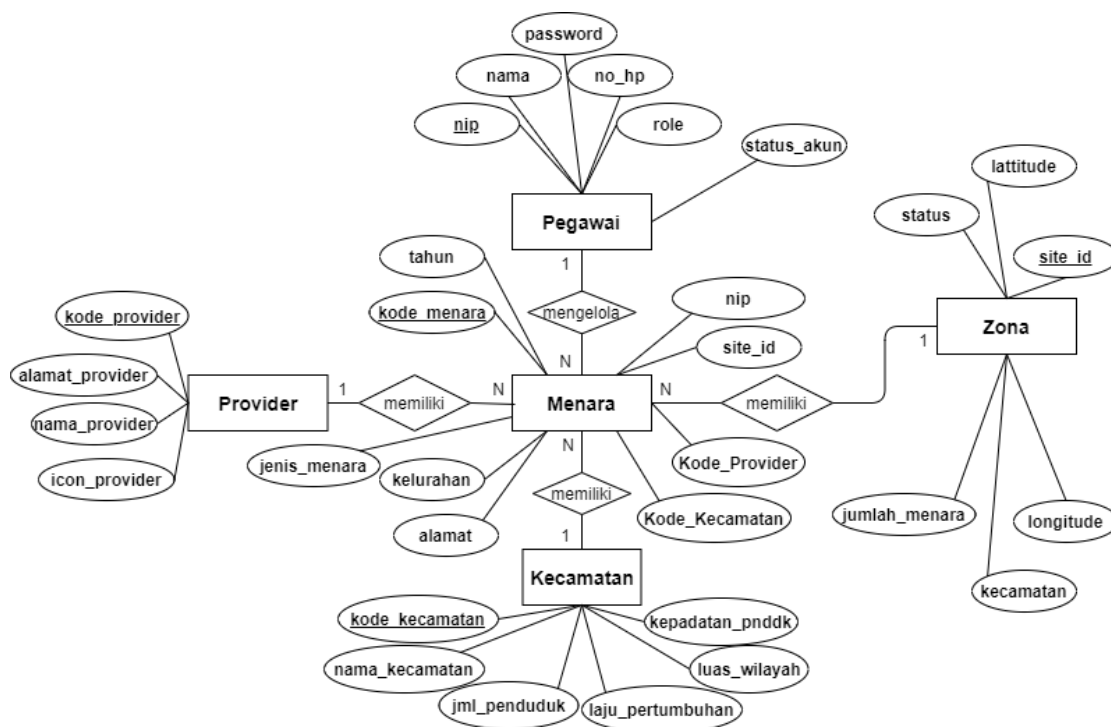 password
nama
no_hp
nip
role
status_akun
lattitude
status
site_id
Pegawai
tahun
1
nip
kode_menara
mengelola
kode_provider
Zona
site_id
1
alamat_provider
N
Provider
1
memiliki
N
Menara
N
memiliki
nama_provider
N
jenis_menara
kelurahan
Kode_Provider
icon_provider
memiliki
alamat
Kode_Kecamatan
jumlah_menara
longitude
1
Kecamatan
kecamatan
kode_kecamatan
kepadatan_pnddk
nama_kecamatan
luas_wilayah
jml_penduduk
laju_pertumbuhan